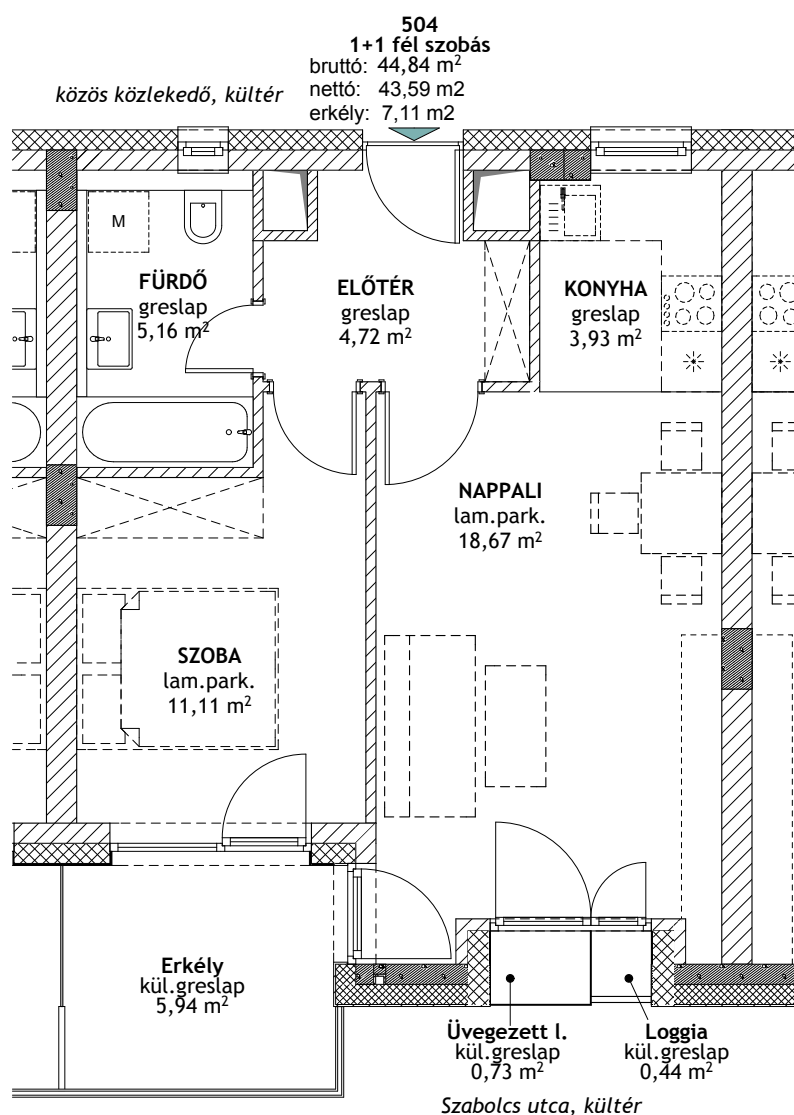 504
1+1 fél szobás
bruttó: 44,84 m²
nettó: 43,59 m2
erkély: 7,11 m2
közös közlekedő, kültér
M
FÜRDŐ
greslap
5,16 m²
ELŐTÉR
greslap
4,72 m²
KONYHA
greslap
3,93 m²
NAPPALI
lam.park.
18,67 m²
SZOBA
lam.park.
11,11 m²
Erkély
kül.greslap
5,94 m²
Üvegezett l.
kül.greslap
0,73 m²
Loggia
kül.greslap
0,44 m²
Szabolcs utca, kültér